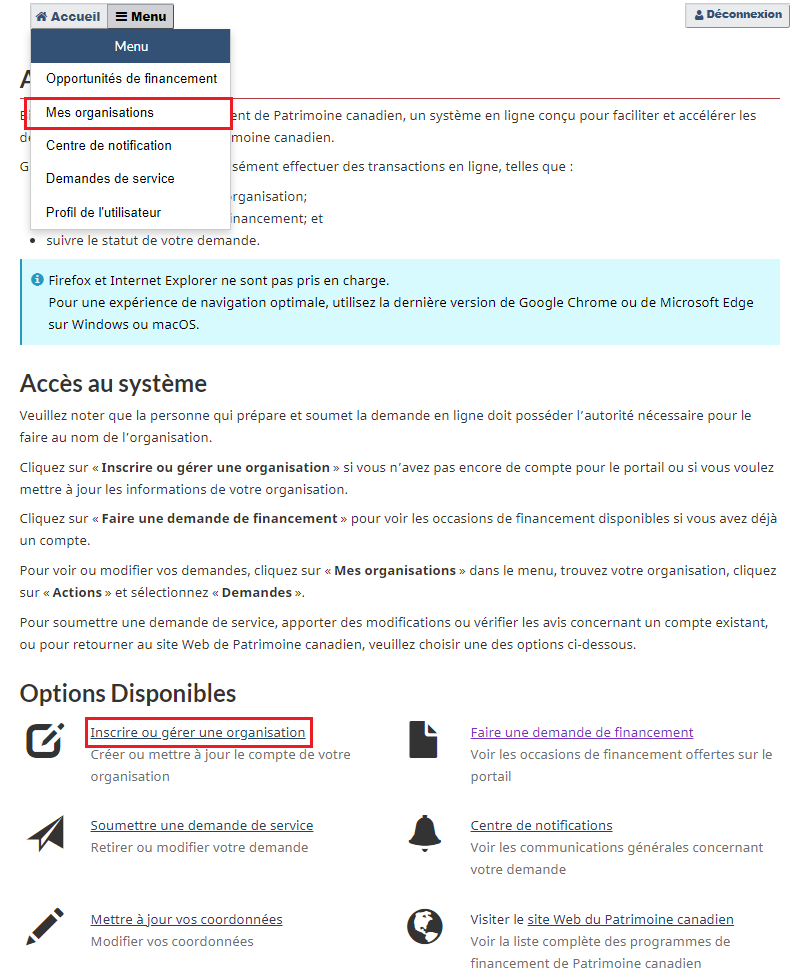 Accueil
Menu
Déconnexion
Menu
Opportunités de financement
Mes organisations
Centre de notification
Demandes de service
Profil de l'utilisateur
de Patrimoine canadien, un système en ligne conçu pour faciliter et accélérer les
canadien.
effectuer des transactions en ligne, telles que :
et
• suivre le statut de votre demande.
Firefox et Internet Explorer ne sont pas pris en charge.
Pour une expérience de navigation optimale, utilisez la dernière version de Google Chrome ou de Microsoft Edge
sur Windows ou macOS.
Accès au système
Veuillez noter que la personne qui prépare et soumet la demande en ligne doit posséder l’autorité nécessaire pour le
faire au nom de l’organisation.
Cliquez sur « Inscrire ou gérer une organisation » si vous n’avez pas encore de compte pour le portail ou si vous voulez
mettre à jour les informations de votre organisation.
Cliquez sur « Faire une demande de financement » pour voir les occasions de financement disponibles si vous avez déjà
un compte.
Pour voir ou modifier vos demandes, cliquez sur « Mes organisations » dans le menu, trouvez votre organisation, cliquez
sur « Actions » et sélectionnez « Demandes ».
Pour soumettre une demande de service, apporter des modifications ou vérifier les avis concernant un compte existant,
ou pour retourner au site Web de Patrimoine canadien, veuillez choisir une des options ci-dessous.
Options Disponibles
Inscrire ou gérer une organisation
Créer ou mettre à jour le compte de votre
organisation
Faire une demande de financement
Voir les occasions de financement offertes sur le
portail
Soumettre une demande de service
Retirer ou modifier votre demande
Centre de notifications
Voir les communications générales concernant
votre demande
Mettre à jour vos coordonnées
Modifier vos coordonnées
Visiter le site Web du Patrimoine canadien
Voir la liste complète des programmes de
financement de Patrimoine canadien